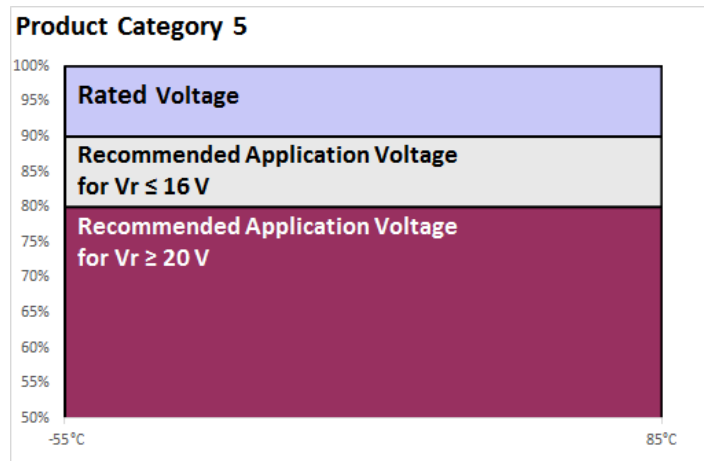 Product Category 5
100%
95%
Rated Voltage
90%
Recommended Application Voltage
85%
for Vr ≤ 16 V
80%
Recommended Application Voltage
75%
for Vr ≥ 20 V
70%
65%
60%
55%
50%
-55°C
85°C